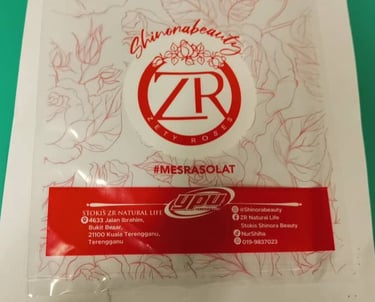 Shinorabeauty
ZR
ZETY ROSES
#MESRASOLAT
STOKIS ZR NATURAL LIFE
4633 Jalan Ibrahim,
Bukit Besar,
21100 Kuala Terengganu,
Terengganu
@Shinorabeauty
ZR Natural Life
Stokis Shinora Beauty
NurShiha
019-9837023